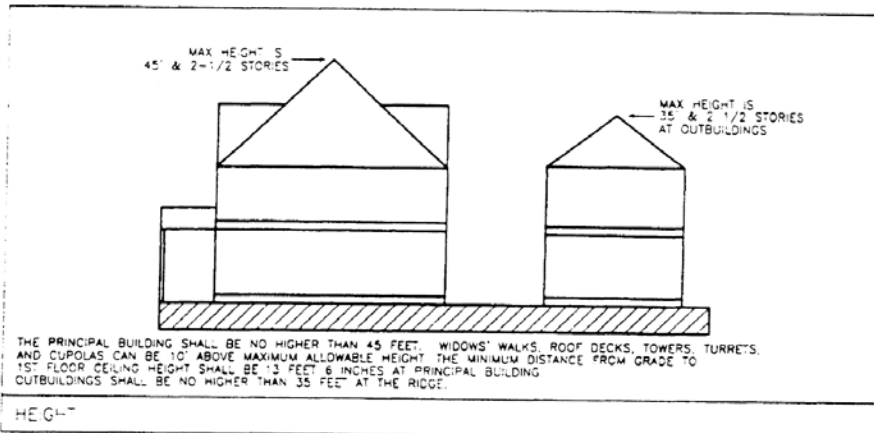 MAX HEIGHT IS
45' & 2-1/2 STORIES
MAX HEIGHT IS
35' & 2 1/2 STORIES
AT OUTBUILDINGS
THE PRINCIPAL BUILDING SHALL BE NO HIGHER THAN 45 FEET. WIDOWS' WALKS, ROOF DECKS, TOWERS, TURRETS,
AND CUPOLAS CAN BE 10' ABOVE MAXIMUM ALLOWABLE HEIGHT THE MINIMUM DISTANCE FROM GRADE TO
1ST FLOOR CEILING HEIGHT SHALL BE 13 FEET 6 INCHES AT PRINCIPAL BUILDING
OUTBUILDINGS SHALL BE NO HIGHER THAN 35 FEET AT THE RIDGE.
HEIGHT